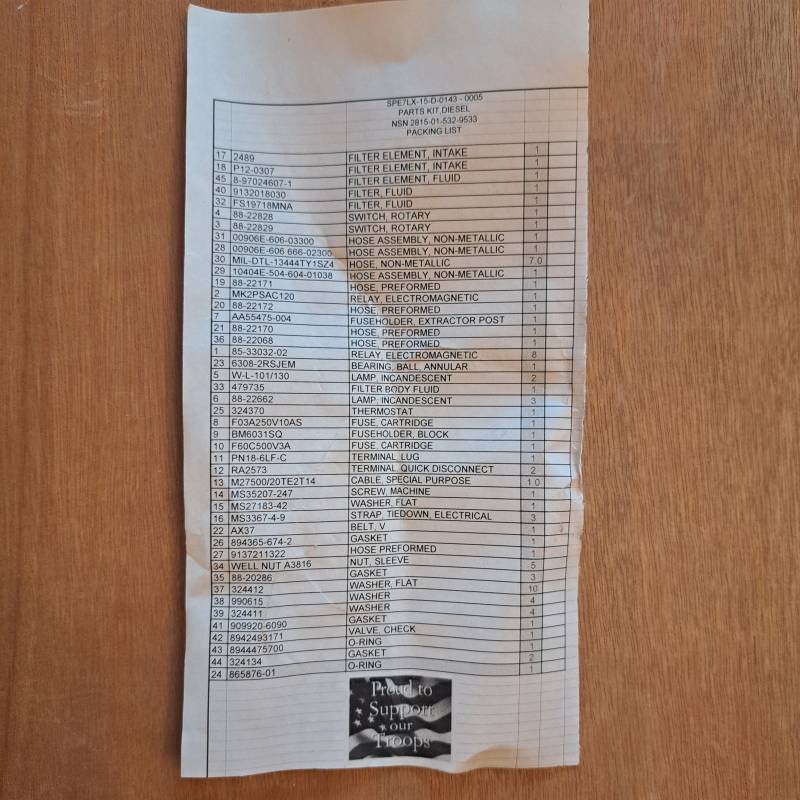 SPE7LX-15-D-0143 - 0005
PARTS KIT,DIESEL
NSN 2815-01-532-9533
PACKING LIST
17 2489 FILTER ELEMENT, INTAKE 1
18 P12-0307 FILTER ELEMENT, INTAKE 1
45 8-97024607-1 FILTER ELEMENT, FLUID 1
40 9132018030 FILTER, FLUID 1
32 FS19718MNA FILTER, FLUID 1
4 88-22828 SWITCH, ROTARY 1
3 88-22829 SWITCH, ROTARY 1
31 00906E-606-03300 HOSE ASSEMBLY, NON-METALLIC 1
28 00906E-606 666-02300 HOSE ASSEMBLY, NON-METALLIC 1
30 MIL-DTL-13444TY1SZ4 HOSE, NON-METALLIC 7.0
29 10404E-504-604-01038 HOSE ASSEMBLY, NON-METALLIC 1
19 88-22171 HOSE, PREFORMED 1
2 MK2PSAC120 RELAY, ELECTROMAGNETIC 1
20 88-22172 HOSE, PREFORMED 1
7 AA55475-004 FUSEHOLDER, EXTRACTOR POST 1
21 88-22170 HOSE, PREFORMED 1
36 88-22068 HOSE, PREFORMED 1
1 85-33032-02 RELAY, ELECTROMAGNETIC 8
23 6308-2RSJEM BEARING, BALL, ANNULAR 1
5 W-L-101/130 LAMP, INCANDESCENT 2
33 479735 FILTER BODY FLUID 1
6 88-22662 LAMP, INCANDESCENT 3
25 324370 THERMOSTAT 1
8 F03A250V10AS FUSE, CARTRIDGE 1
9 BM6031SQ FUSEHOLDER, BLOCK 1
10 F60C500V3A FUSE, CARTRIDGE 1
11 PN18-6LF-C TERMINAL, LUG 1
12 RA2573 TERMINAL, QUICK DISCONNECT 2
13 M27500/20TE2T14 CABLE, SPECIAL PURPOSE 1.0
14 MS35207-247 SCREW, MACHINE 1
15 MS27183-42 WASHER, FLAT 1
16 MS3367-4-9 STRAP, TIEDOWN, ELECTRICAL 3
22 AX37 BELT, V 1
26 894365-674-2 GASKET 1
27 9137211322 HOSE PREFORMED 1
34 WELL NUT A3816 NUT, SLEEVE 5
35 88-20286 GASKET 3
37 324412 WASHER, FLAT 10
38 990615 WASHER 4
39 324411 WASHER 4
41 909920-6090 GASKET 1
42 8942493171 VALVE, CHECK 1
43 8944475700 O-RING 1
44 324134 GASKET 2
24 865876-01 O-RING 1
Proud to
Support
our
Troops